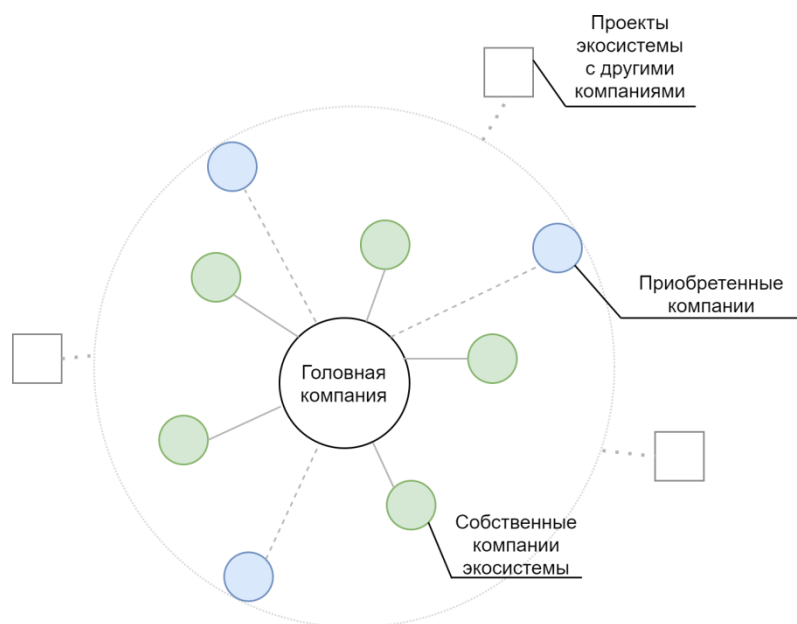 Проекты
экосистемы
с другими
компаниями
Приобретенные
компании
Головная
компания
Собственные
компании
экосистемы